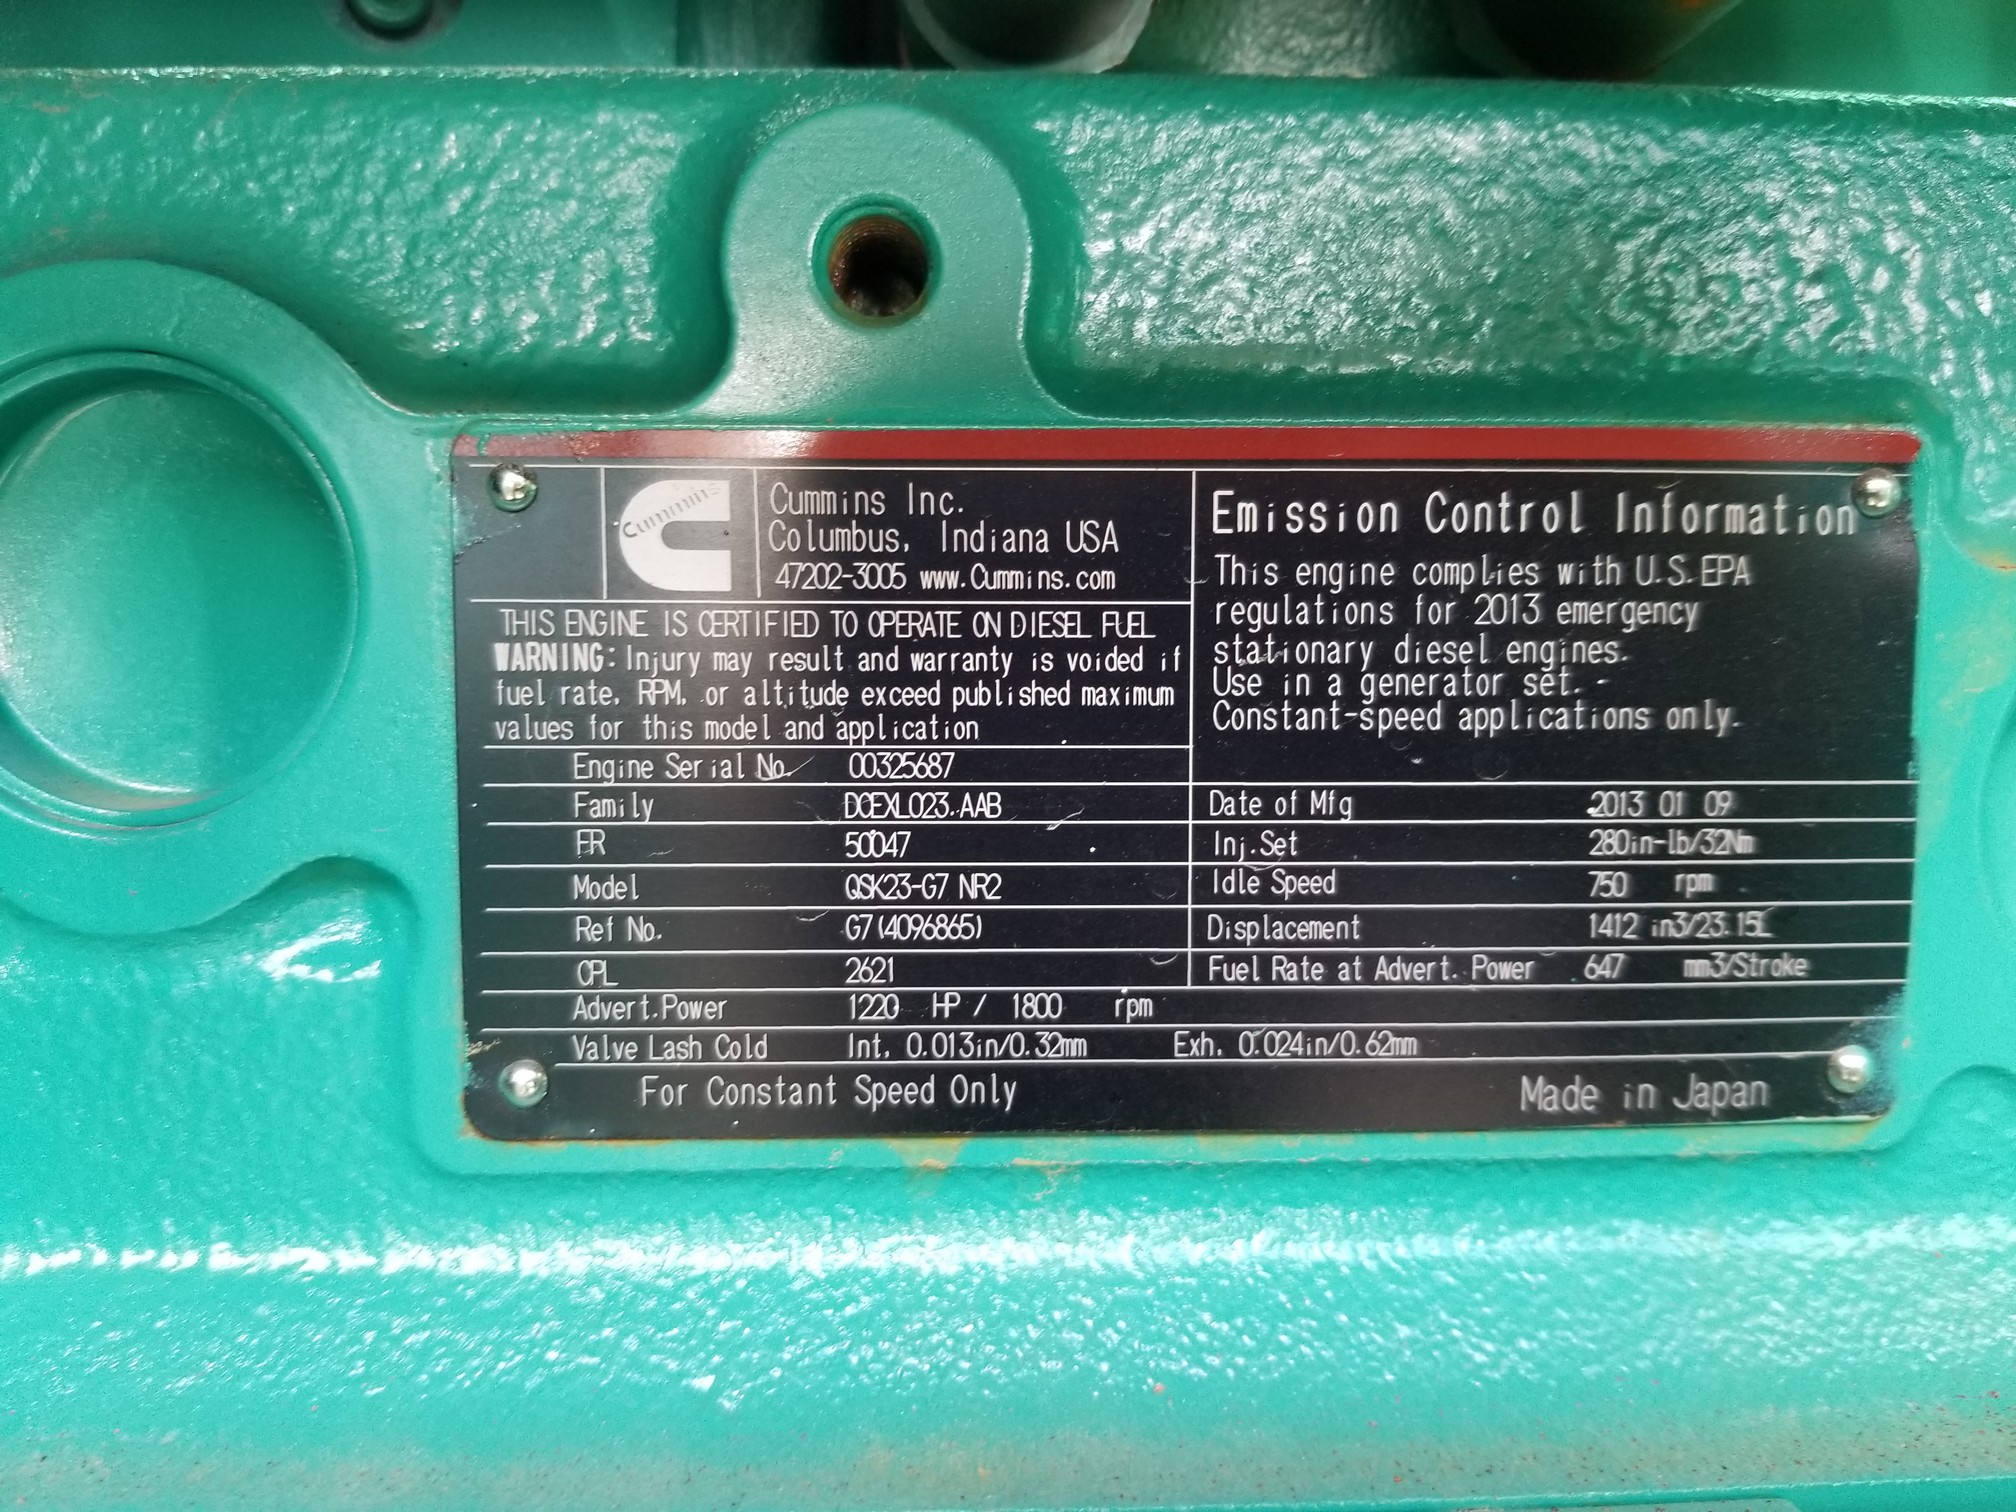 Cummins
Cummins Inc.
Columbus, Indiana USA
47202-3005 www.Cummins.com
THIS ENGINE IS CERTIFIED TO OPERATE ON DIESEL FUEL
WARNING: Injury may result and warranty is voided if
fuel rate, RPM, or altitude exceed published maximum
values for this model and application
Emission Control Information
This engine complies with U.S. EPA
regulations for 2013 emergency
stationary diesel engines.
Use in a generator set.
Constant-speed applications only.
Engine Serial No. 00325687
Family DCEXL023.AAB
FR 50047
Model QSK23-G7 NR2
Ref No. G7(4096865)
CPL 2621
Date of Mfg 2013 01 09
Inj.Set 280in-lb/32Nm
Idle Speed 750 rpm
Displacement 1412 in3/23.15L
Fuel Rate at Advert. Power 647 mm3/Stroke
Advert.Power 1220 HP / 1800 rpm
Valve Lash Cold Int. 0.013in/0.32mm Exh. 0.024in/0.62mm
For Constant Speed Only Made in Japan